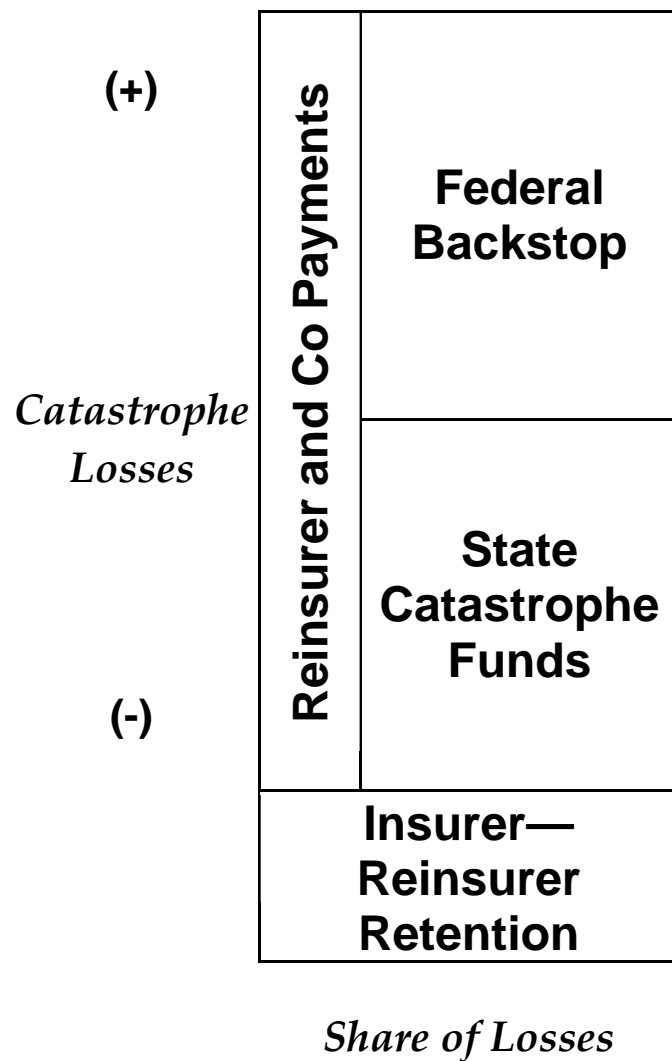 (+)
Catastrophe
Losses
(-)
Reinsurer and Co Payments
Federal
Backstop
State
Catastrophe
Funds
Insurer—
Reinsurer
Retention
Share of Losses